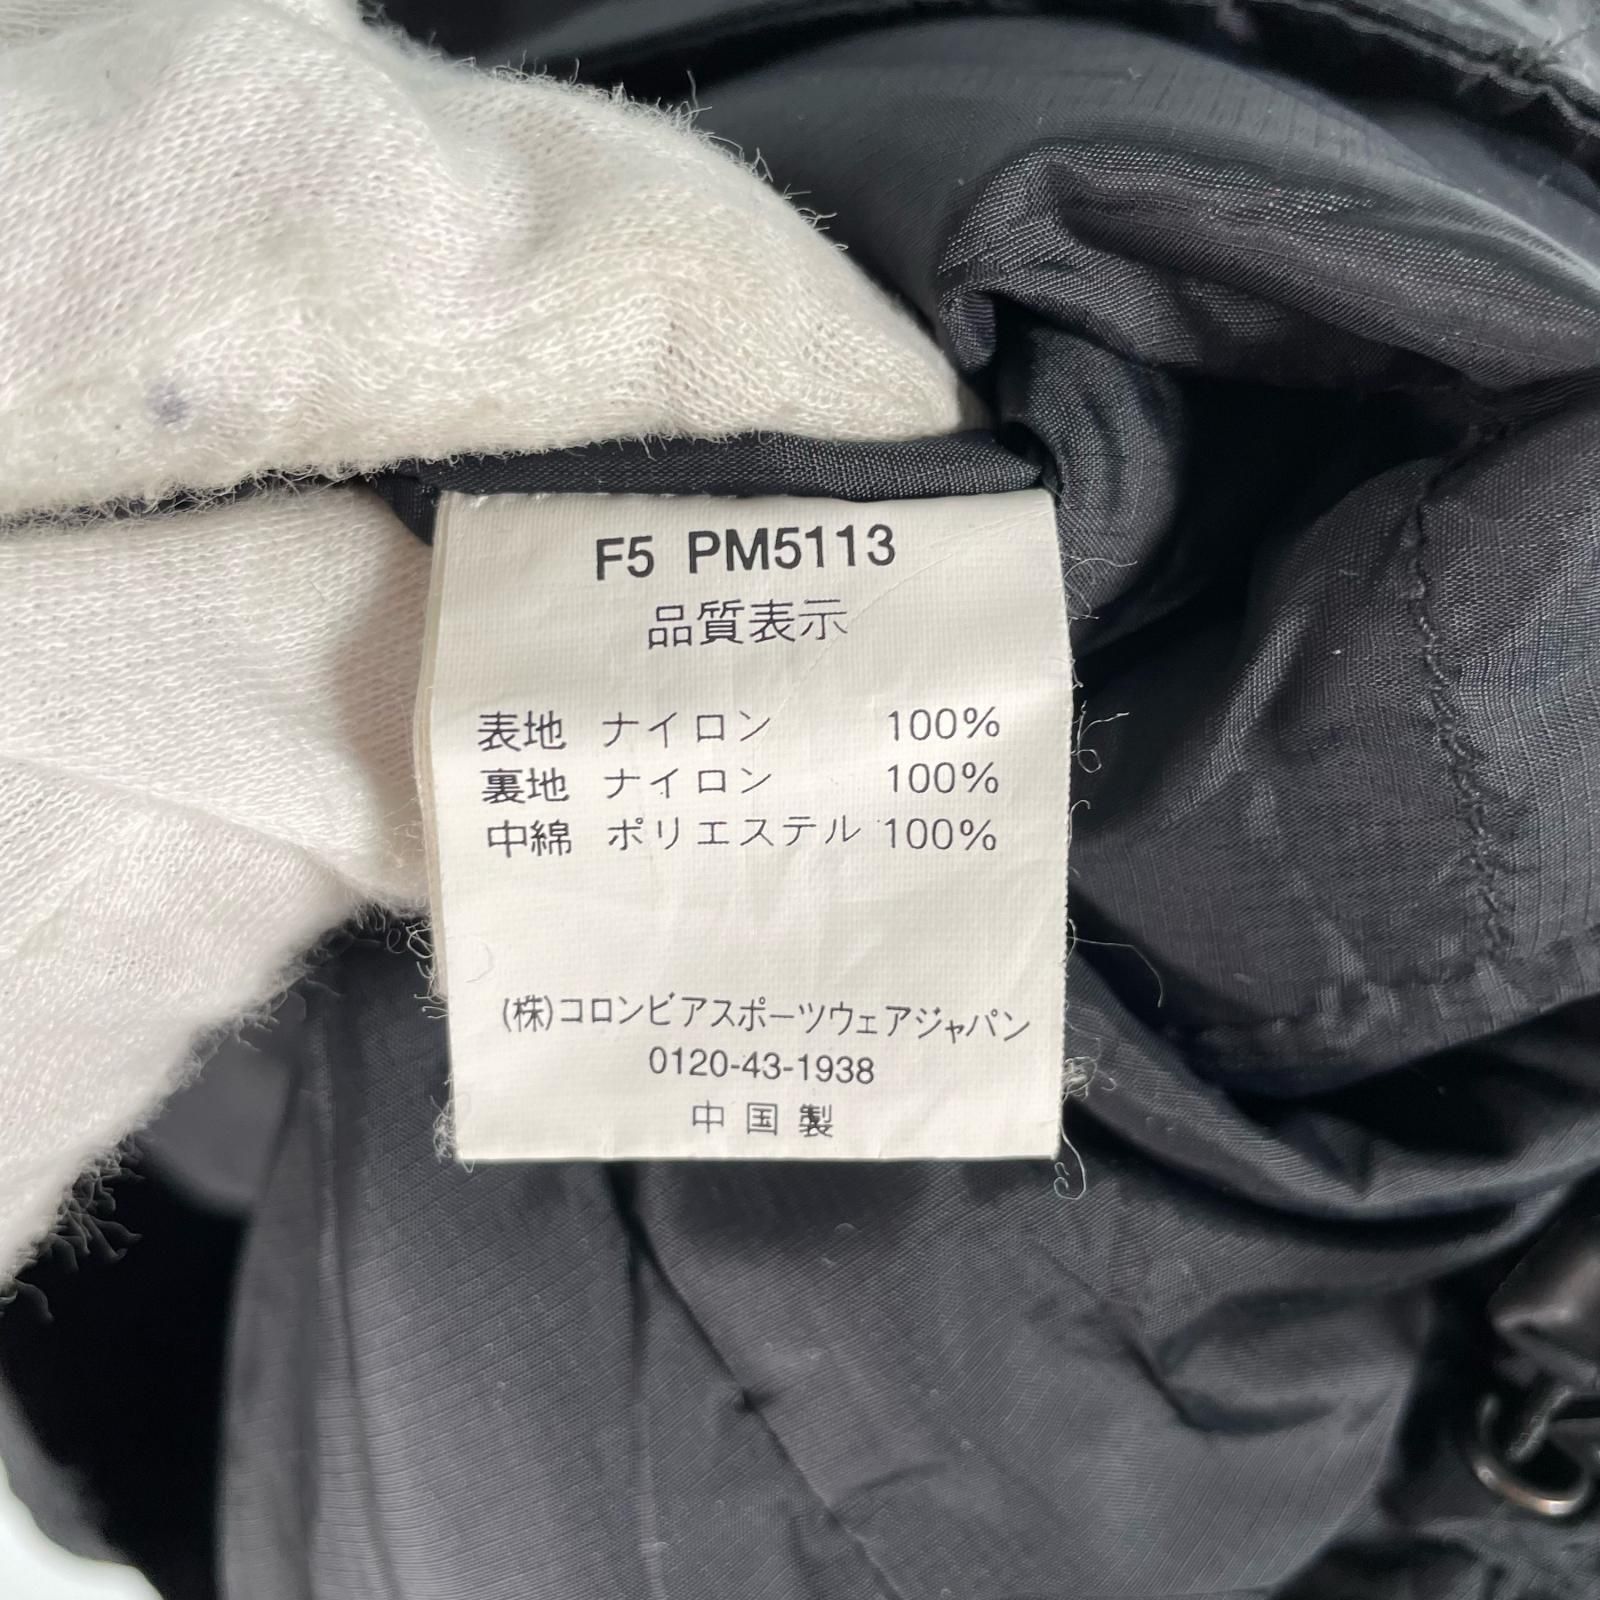 F5 PM5113
品質表示
表地 ナイロン 100%
裏地 ナイロン 100%
中綿 ポリエステル 100%
(株)コロンビアスポーツウェアジャパン
0120-43-1938
中国製